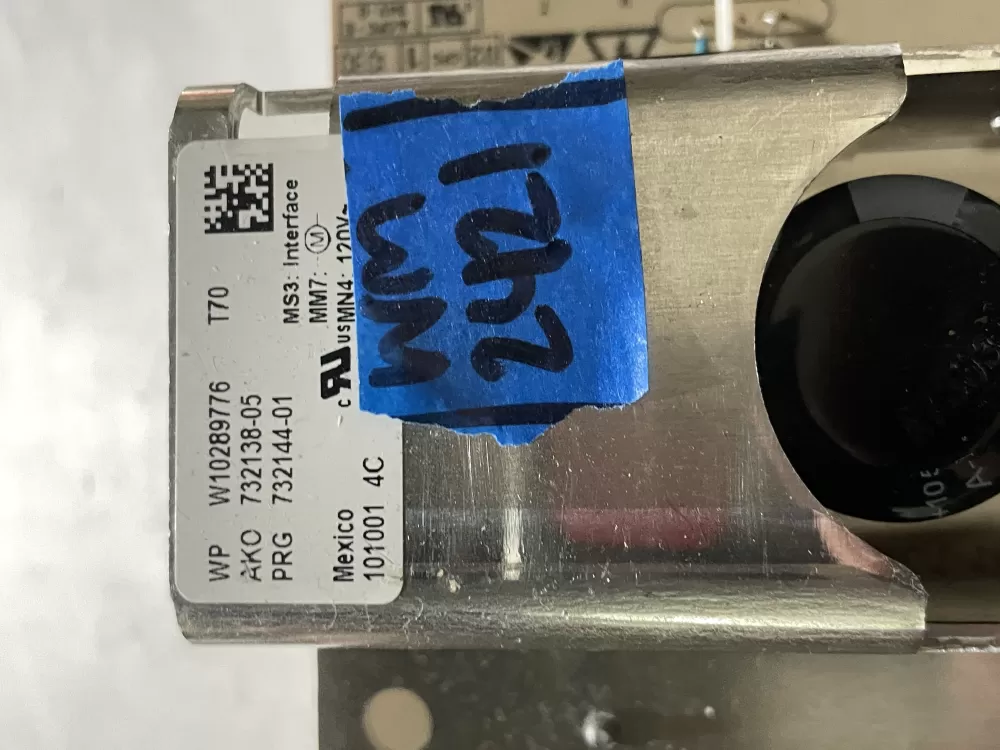 WP W10289776 T70
AKO 732138-05
PRG 732144-01
MS3: Interface
MM7: M
MN4: 120V~
c RU US
Mexico
101001 4C
WM
2421